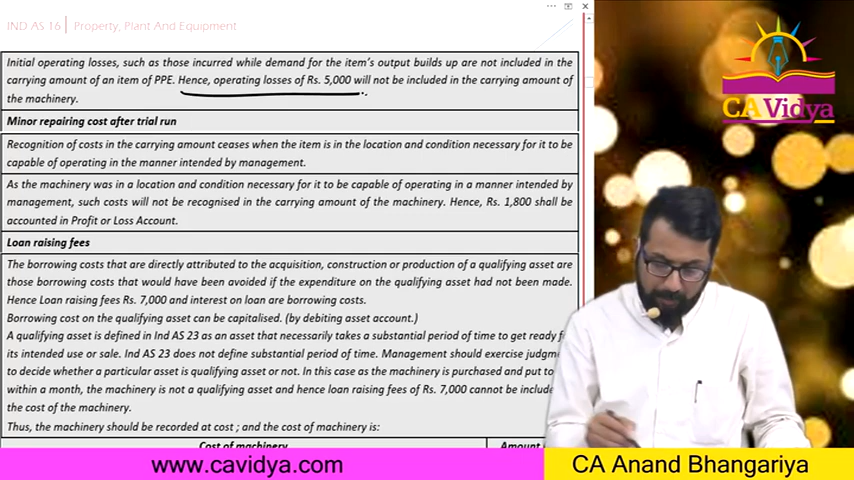 IND AS 16 | Property, Plant And Equipment
Initial operating losses, such as those incurred while demand for the item's output builds up are not included in the
carrying amount of an item of PPE. Hence, operating losses of Rs. 5,000 will not be included in the carrying amount of
the machinery.
Minor repairing cost after trial run
Recognition of costs in the carrying amount ceases when the item is in the location and condition necessary for it to be
capable of operating in the manner intended by management.
As the machinery was in a location and condition necessary for it to be capable of operating in a manner intended by
management, such costs will not be recognised in the carrying amount of the machinery. Hence, Rs. 1,800 shall be
accounted in Profit or Loss Account.
Loan raising fees
The borrowing costs that are directly attributed to the acquisition, construction or production of a qualifying asset are
those borrowing costs that would have been avoided if the expenditure on the qualifying asset had not been made.
Hence Loan raising fees Rs. 7,000 and interest on loan are borrowing costs.
Borrowing cost on the qualifying asset can be capitalised. (by debiting asset account.)
A qualifying asset is defined in Ind AS 23 as an asset that necessarily takes a substantial period of time to get ready
its intended use or sale. Ind AS 23 does not define substantial period of time. Management should exercise judgm
to decide whether a particular asset is qualifying asset or not. In this case as the machinery is purchased and put to
within a month, the machinery is not a qualifying asset and hence loan raising fees of Rs. 7,000 cannot be include
the cost of the machinery.
Thus, the machinery should be recorded at cost ; and the cost of machinery is:
Cost of machinery Amount
CA Vidya
www.cavidya.com
CA Anand Bhangariya